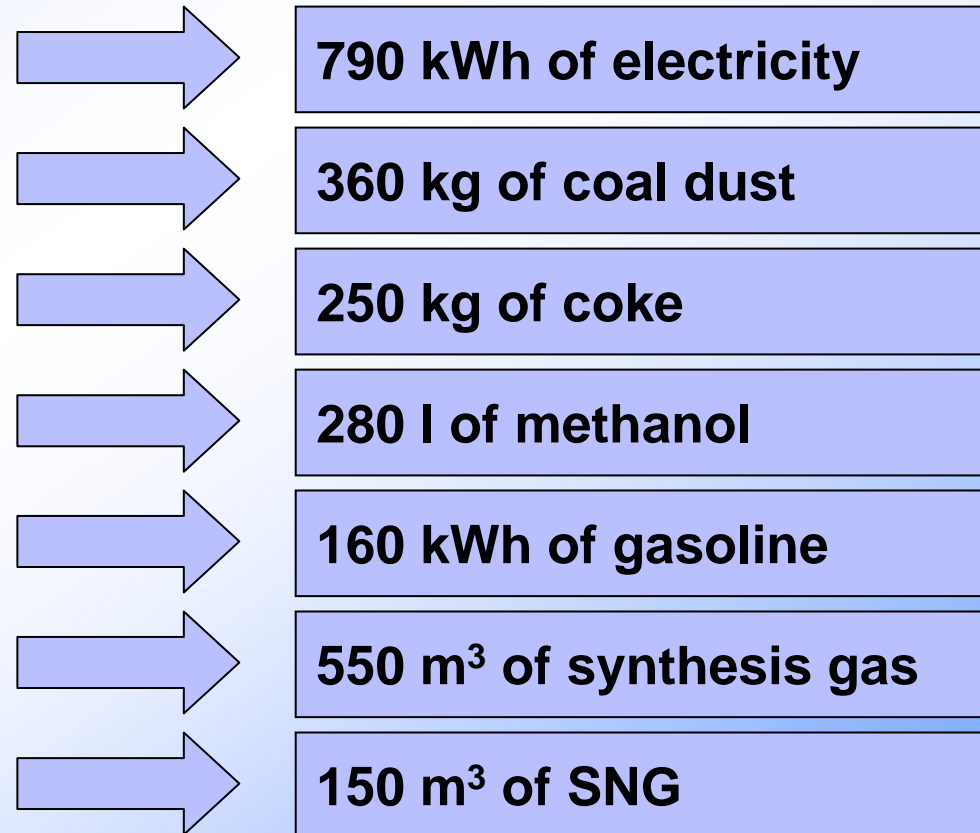 790 kWh of electricity
360 kg of coal dust
250 kg of coke
280 l of methanol
160 kWh of gasoline
550 m³ of synthesis gas
150 m³ of SNG